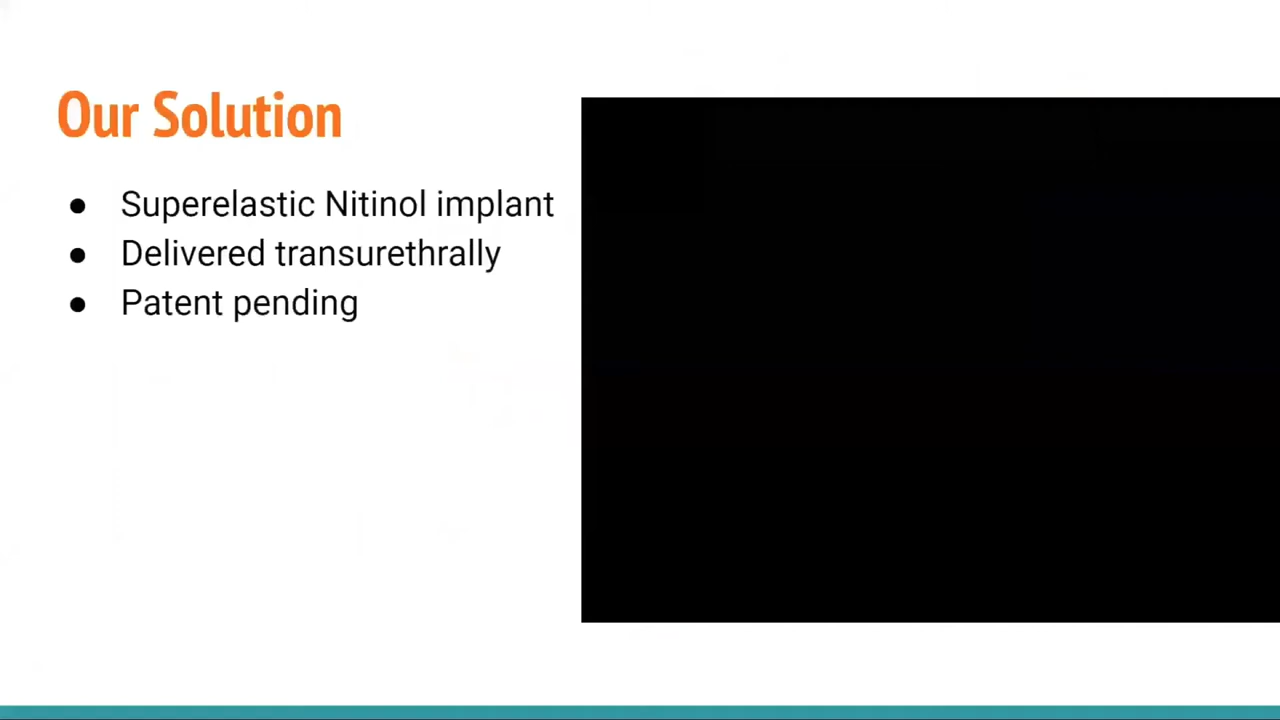 Our Solution
● Superelastic Nitinol implant
● Delivered transurethrally
● Patent pending